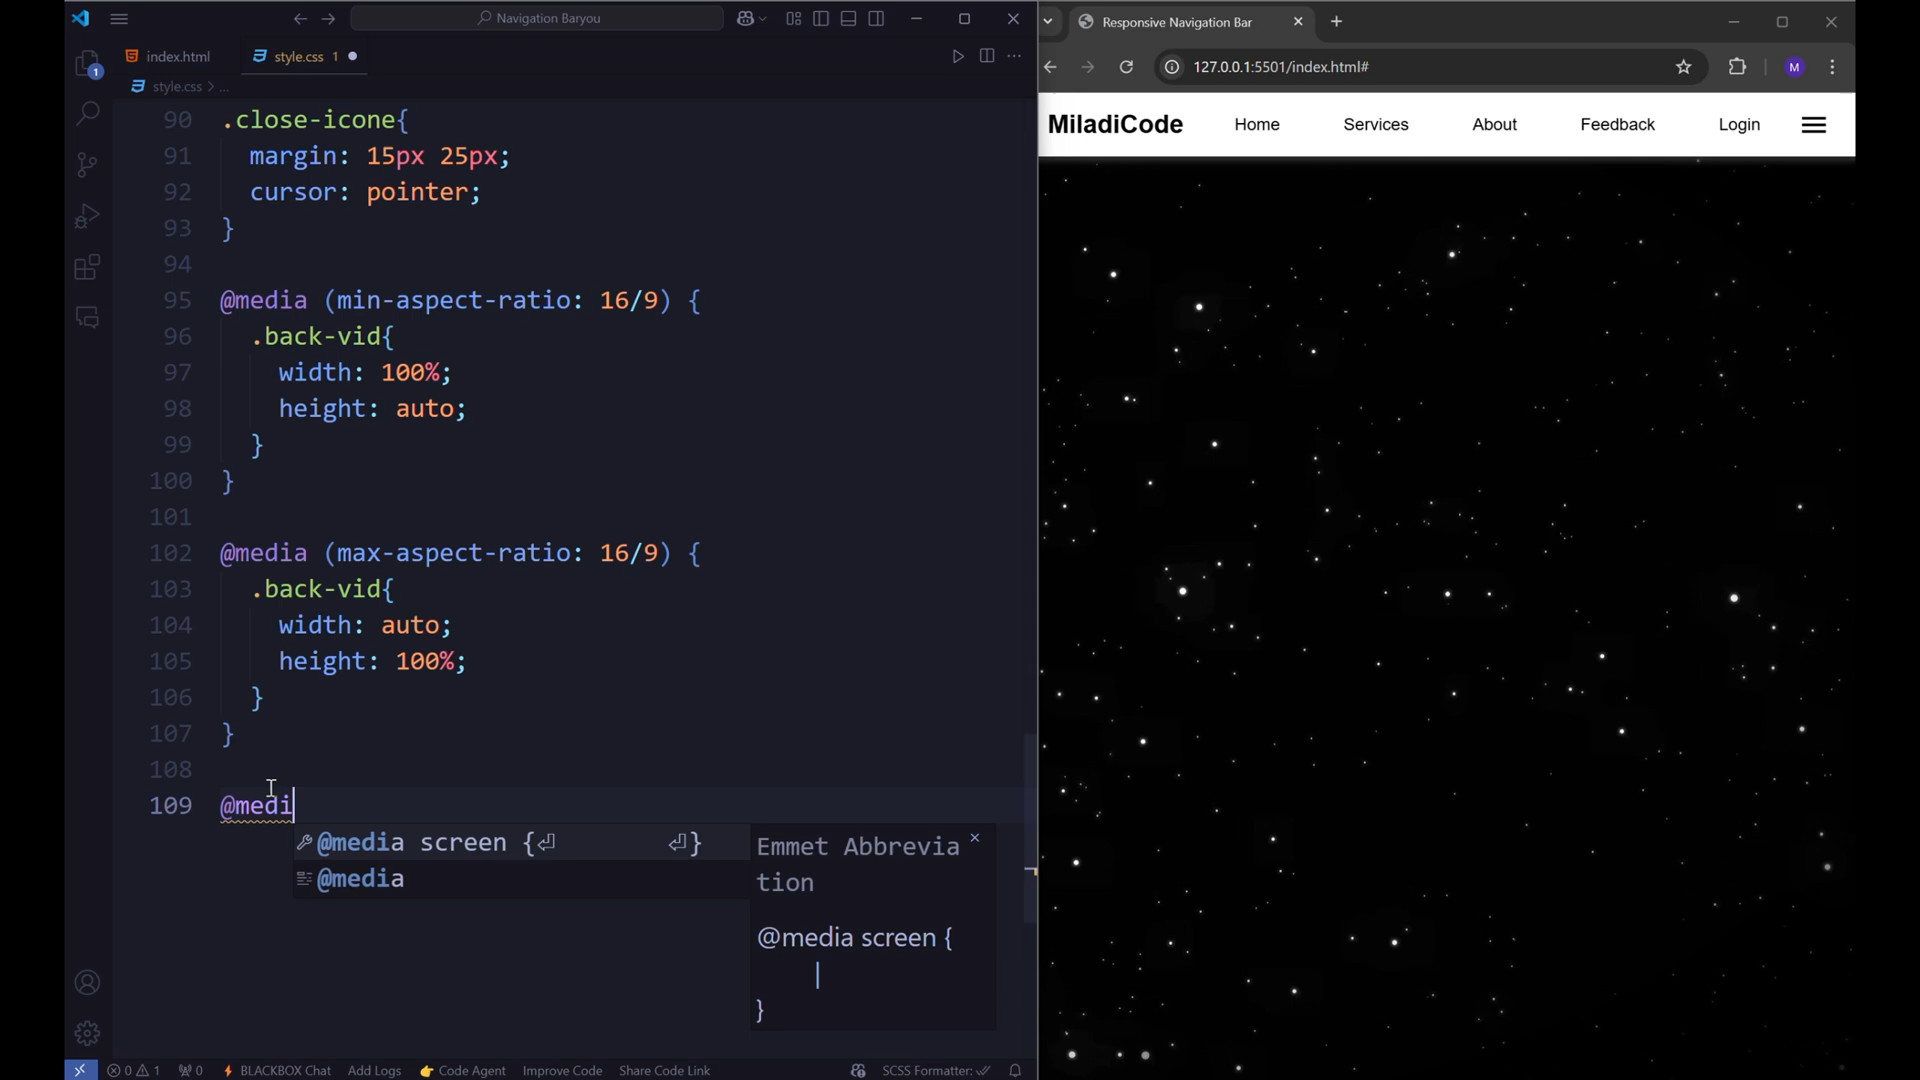 Navigation Baryou
index.html
style.css 1
style.css > ...
1
90 .close-icone{
91 margin: 15px 25px;
92 cursor: pointer;
93 }
94
95 @media (min-aspect-ratio: 16/9) {
96 .back-vid{
97 width: 100%;
98 height: auto;
99 }
100 }
101
102 @media (max-aspect-ratio: 16/9) {
103 .back-vid{
104 width: auto;
105 height: 100%;
106 }
107 }
108
109 @medi
@media screen {⏎ ⏎}
@media
Emmet Abbrevia
tion
@media screen {
|
}
0 1 0 BLACKBOX Chat Add Logs Code Agent Improve Code Share Code Link SCSS Formatter:
Responsive Navigation Bar
127.0.0.1:5501/index.html#
M
MiladiCode Home Services About Feedback Login